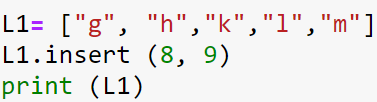 L1= ["g", "h","k","l","m"]
L1.insert (8, 9)
print (L1)